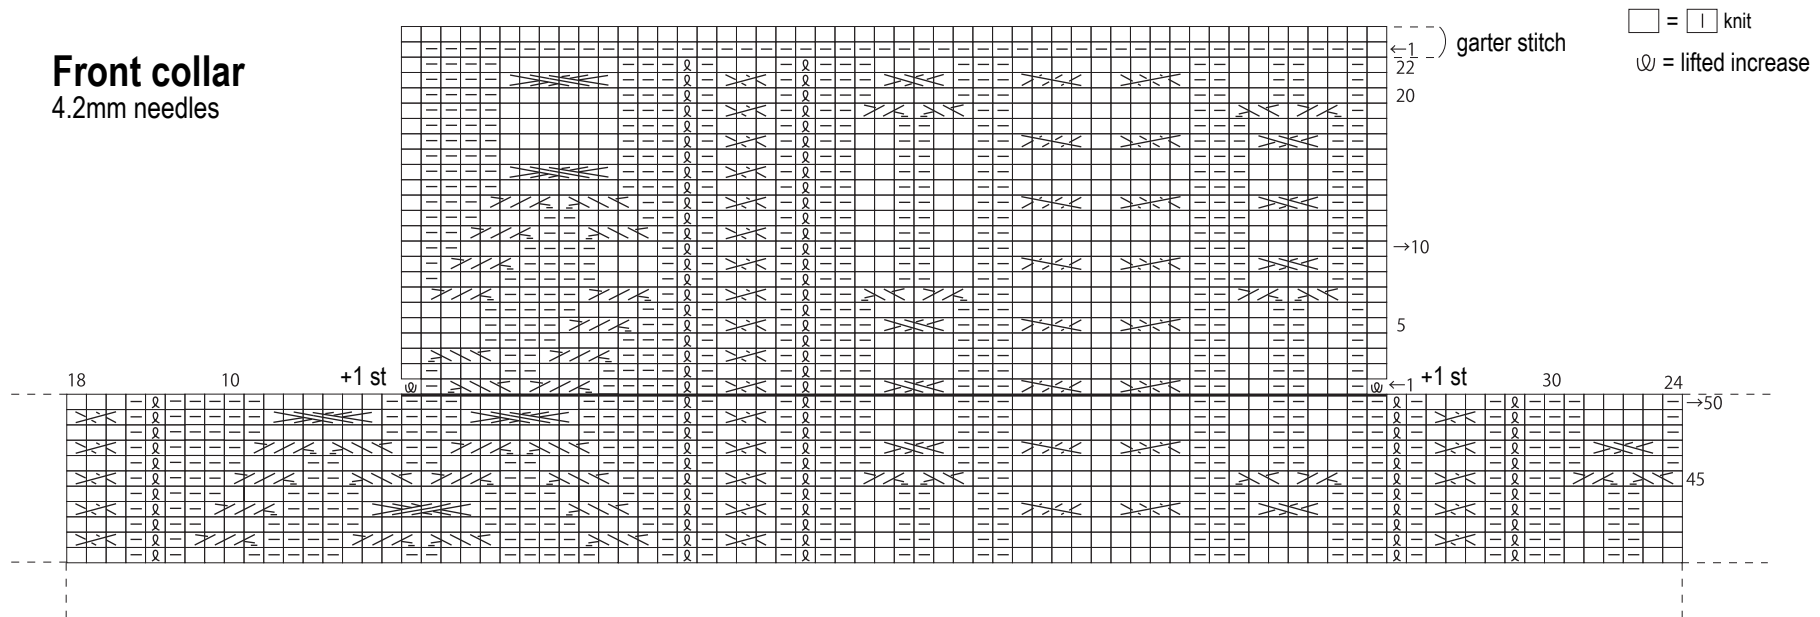 Front collar
4.2mm needles
= knit
= lifted increase
garter stitch
←1
22
20
→10
5
18
10
+1 st
←1
+1 st
30
24
→50
45